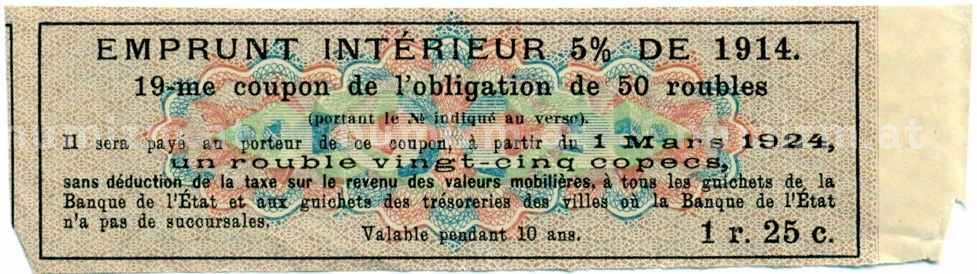 EMPRUNT INTÉRIEUR 5% DE 1914.
19-me coupon de l'obligation de 50 roubles
(portant le № indiqué au verso).
Il sera payé au porteur de ce coupon, à partir du 1 Mars 1924,
un rouble vingt-cinq copecs,
sans déduction de la taxe sur le revenu des valeurs mobilières, à tous les guichets de la
Banque de l'État et aux guichets des trésoreries des villes où la Banque de l'État
n'a pas de succursales.
Valable pendant 10 ans.
1 r. 25 c.